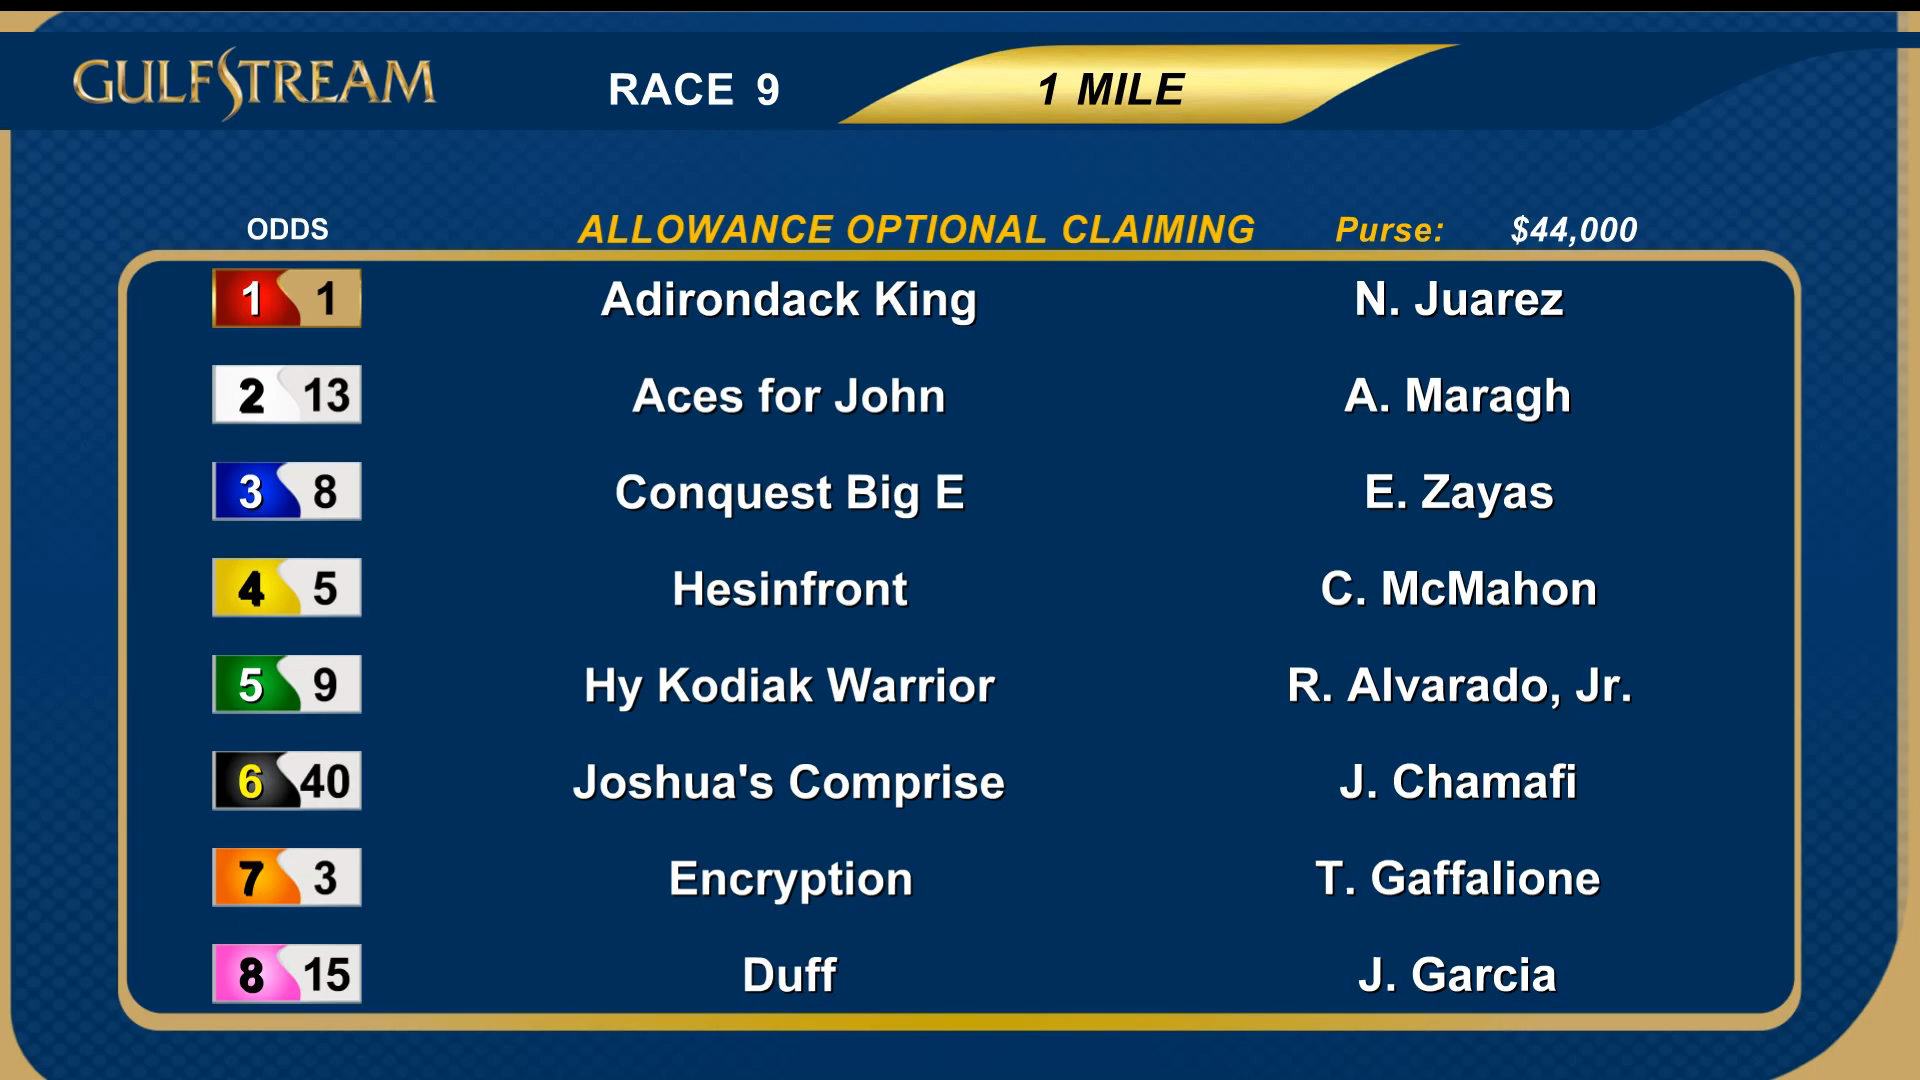 GULFSTREAM RACE 9 1 MILE
ODDS ALLOWANCE OPTIONAL CLAIMING Purse: $44,000
1 1 Adirondack King N. Juarez
2 13 Aces for John A. Maragh
3 8 Conquest Big E E. Zayas
4 5 Hesinfront C. McMahon
5 9 Hy Kodiak Warrior R. Alvarado, Jr.
6 40 Joshua's Comprise J. Chamafi
7 3 Encryption T. Gaffalione
8 15 Duff J. Garcia